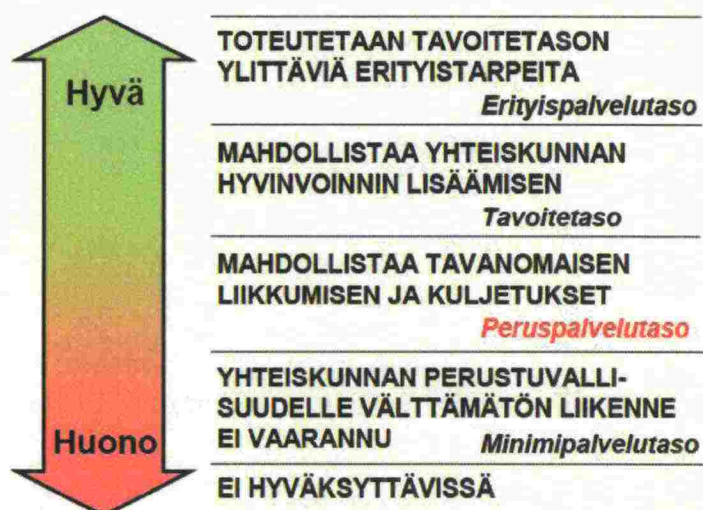 Hyvä
TOTEUTETAAN TAVOITETASON
YLITTÄVIÄ ERITYISTARPEITA
Erityispalvelutaso
MAHDOLLISTAA YHTEISKUNNAN
HYVINVOINNIN LISÄÄMISEN
Tavoitetaso
MAHDOLLISTAA TAVANOMAISEN
LIIKKUMISEN JA KULJETUKSET
Peruspalvelutaso
YHTEISKUNNAN PERUSTUVALLI-
SUUDELLE VÄLTTÄMÄTÖN LIIKENNE
EI VAARANNU Minimipalvelutaso
Huono
EI HYVÄKSYTTÄVISSÄ